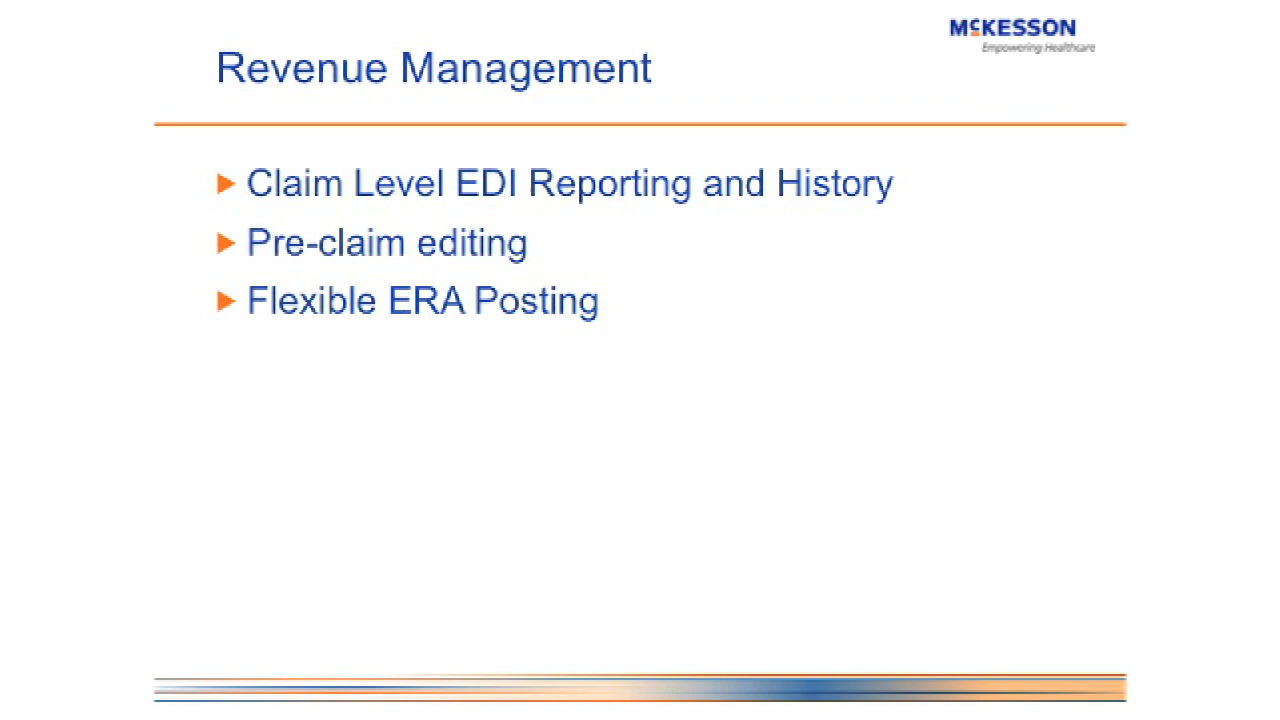 McKESSON
Empowering Healthcare
Revenue Management
Claim Level EDI Reporting and History
Pre-claim editing
Flexible ERA Posting